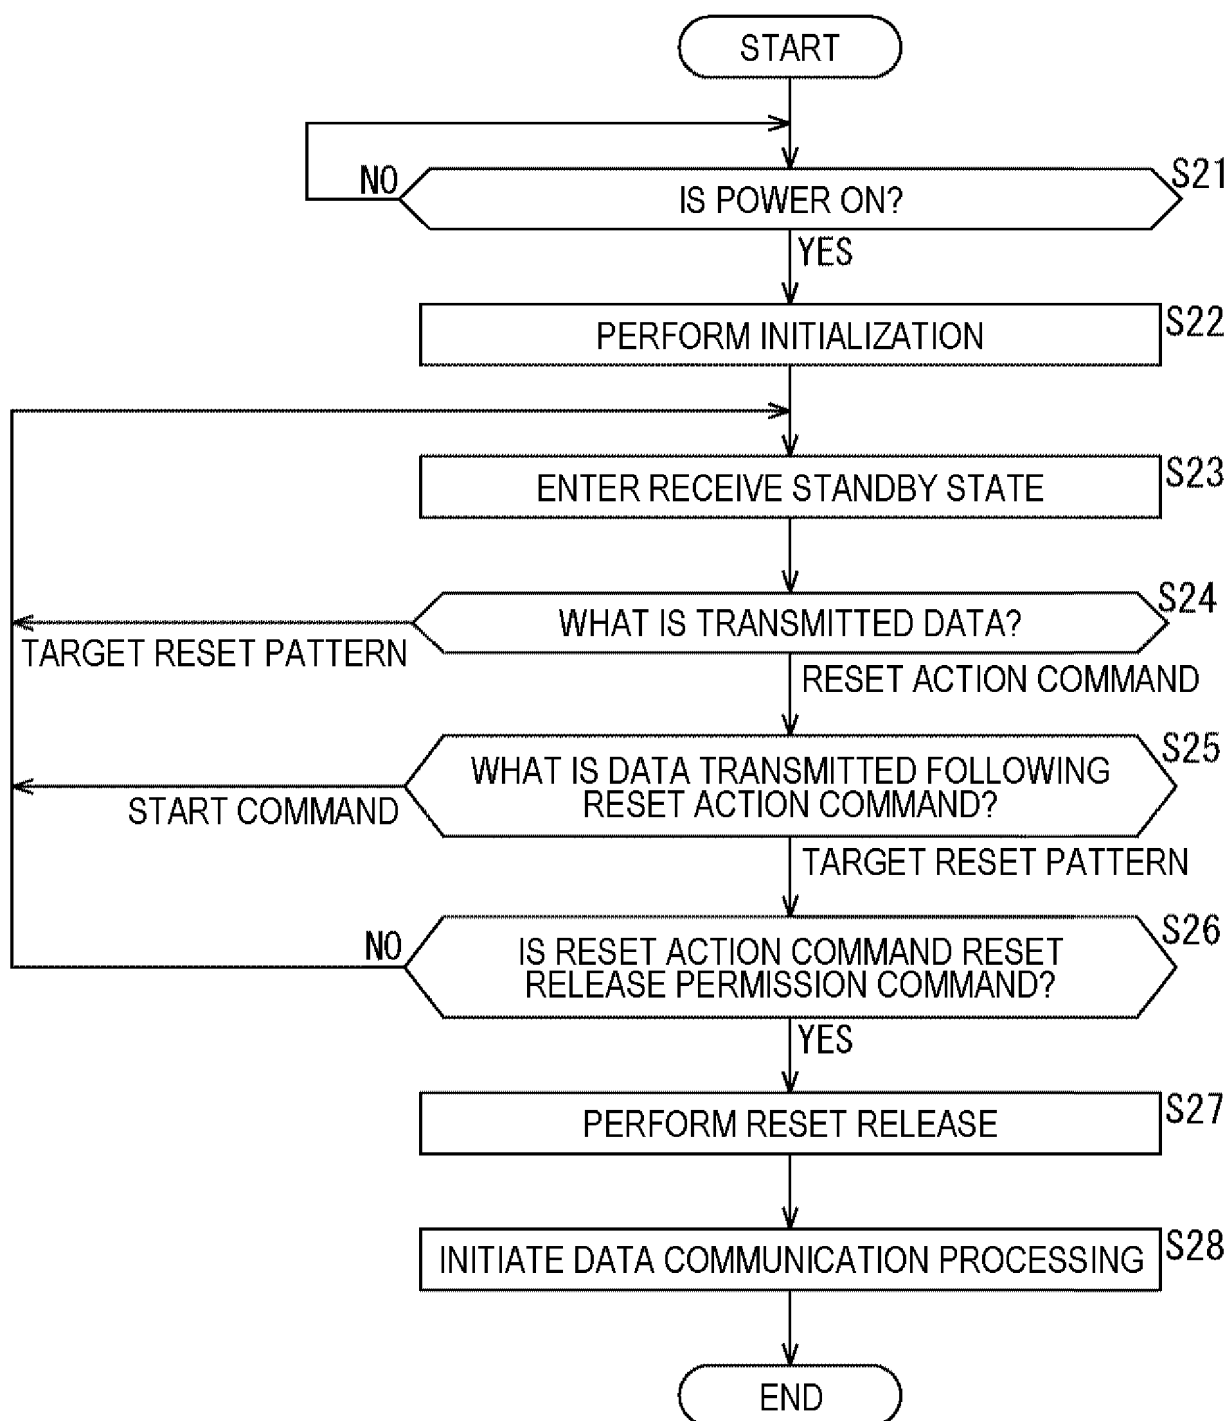 START
NO
IS POWER ON?
S21
YES
PERFORM INITIALIZATION
S22
ENTER RECEIVE STANDBY STATE
S23
WHAT IS TRANSMITTED DATA?
S24
TARGET RESET PATTERN
RESET ACTION COMMAND
WHAT IS DATA TRANSMITTED FOLLOWING
RESET ACTION COMMAND?
S25
START COMMAND
TARGET RESET PATTERN
NO
IS RESET ACTION COMMAND RESET
RELEASE PERMISSION COMMAND?
S26
YES
PERFORM RESET RELEASE
S27
INITIATE DATA COMMUNICATION PROCESSING
S28
END